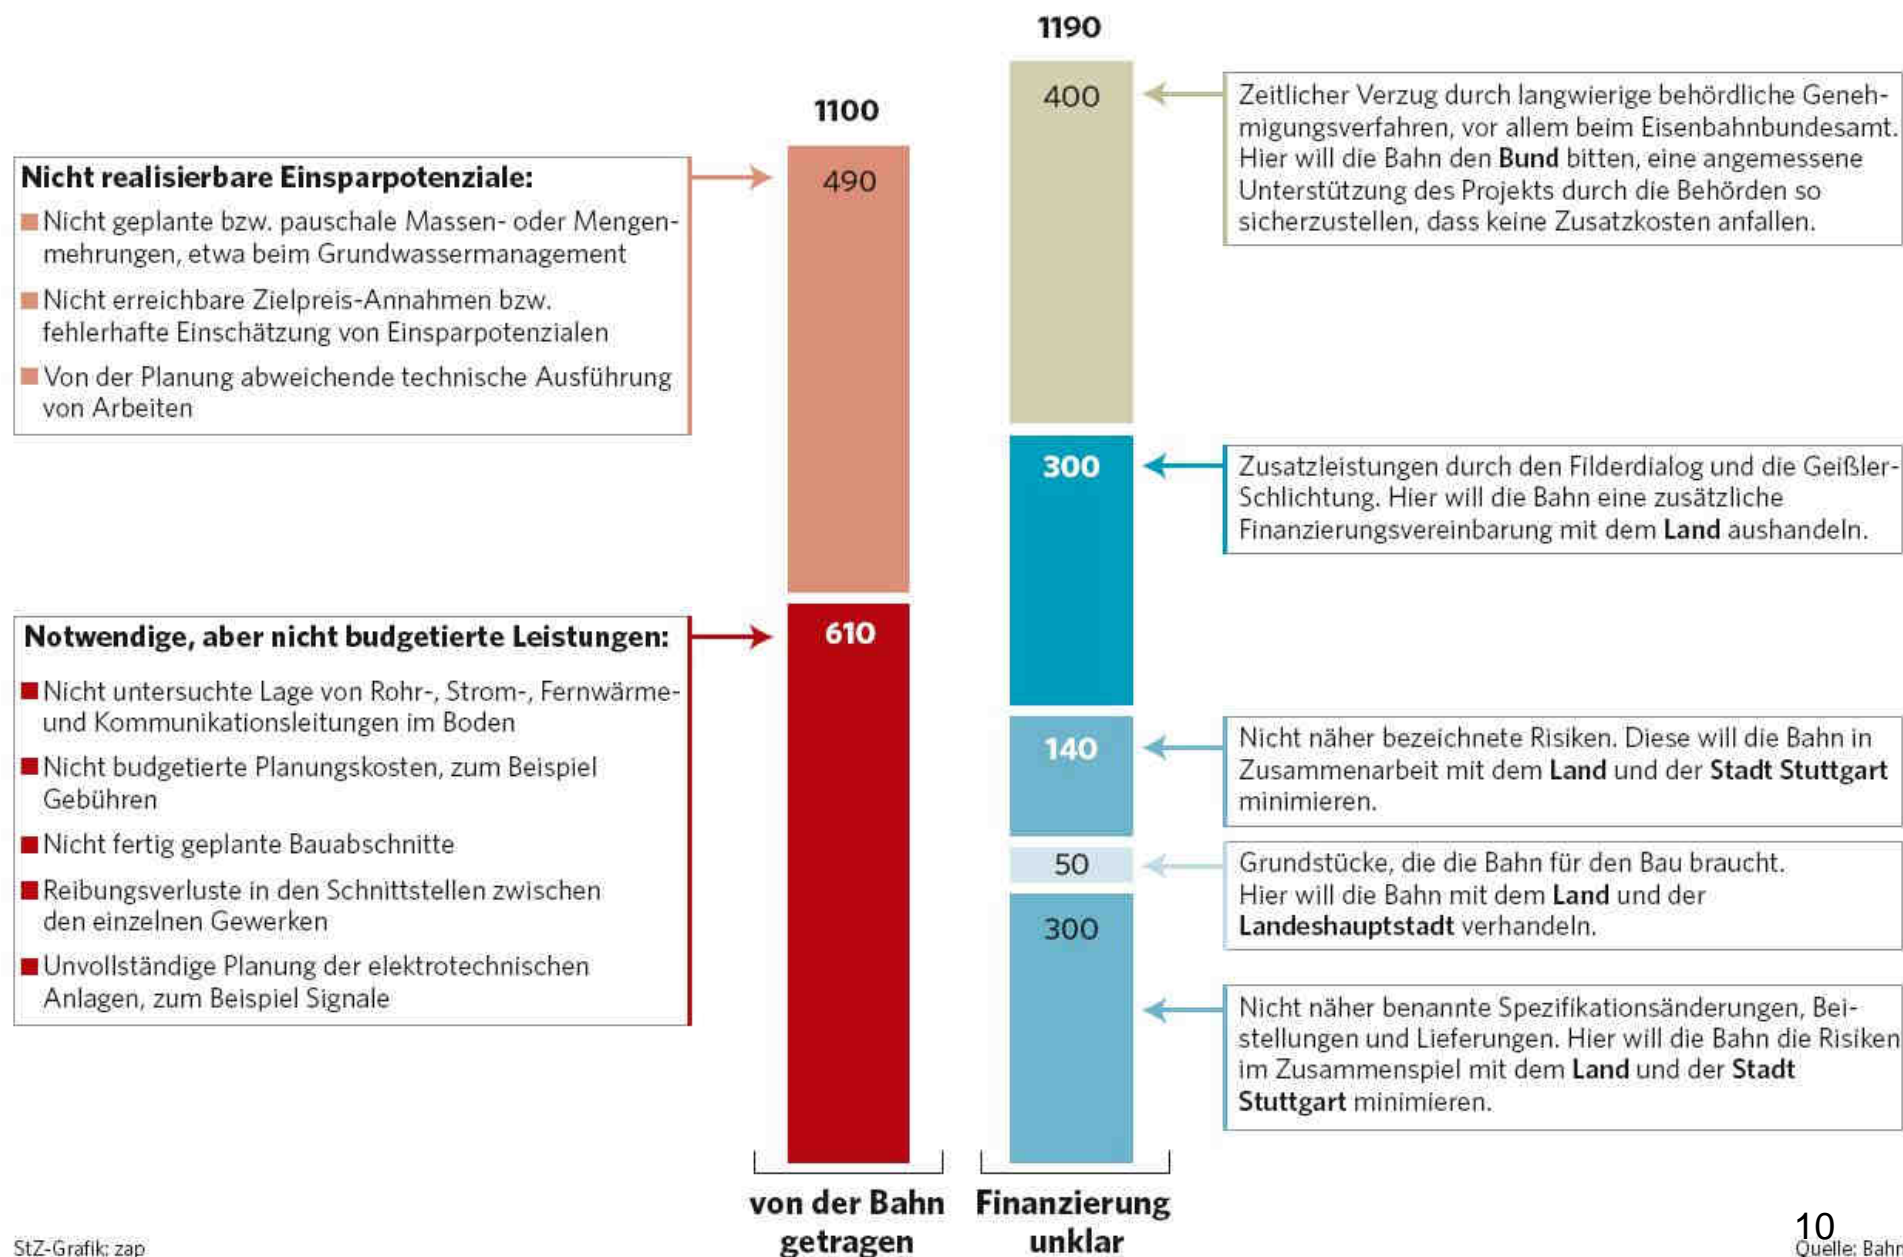 1190
400
Zeitlicher Verzug durch langwierige behördliche Geneh-
migungsverfahren, vor allem beim Eisenbahnbundesamt.
Hier will die Bahn den Bund bitten, eine angemessene
Unterstützung des Projekts durch die Behörden so
sicherzustellen, dass keine Zusatzkosten anfallen.
1100
Nicht realisierbare Einsparpotenziale:
Nicht geplante bzw. pauschale Massen- oder Mengen-
mehrungen, etwa beim Grundwassermanagement
Nicht erreichbare Zielpreis-Annahmen bzw.
fehlerhafte Einschätzung von Einsparpotenzialen
Von der Planung abweichende technische Ausführung
von Arbeiten
490
300
Zusatzleistungen durch den Filderdialog und die Geißler-
Schlichtung. Hier will die Bahn eine zusätzliche
Finanzierungsvereinbarung mit dem Land aushandeln.
Notwendige, aber nicht budgetierte Leistungen:
Nicht untersuchte Lage von Rohr-, Strom-, Fernwärme-
und Kommunikationsleitungen im Boden
Nicht budgetierte Planungskosten, zum Beispiel
Gebühren
Nicht fertig geplante Bauabschnitte
Reibungsverluste in den Schnittstellen zwischen
den einzelnen Gewerken
Unvollständige Planung der elektrotechnischen
Anlagen, zum Beispiel Signale
610
140
Nicht näher bezeichnete Risiken. Diese will die Bahn in
Zusammenarbeit mit dem Land und der Stadt Stuttgart
minimieren.
50
Grundstücke, die die Bahn für den Bau braucht.
Hier will die Bahn mit dem Land und der
Landeshauptstadt verhandeln.
300
Nicht näher benannte Spezifikationsänderungen, Bei-
stellungen und Lieferungen. Hier will die Bahn die Risiken
im Zusammenspiel mit dem Land und der Stadt
Stuttgart minimieren.
von der Bahn
getragen
Finanzierung
unklar
StZ-Grafik: zap
10
Quelle: Bahn